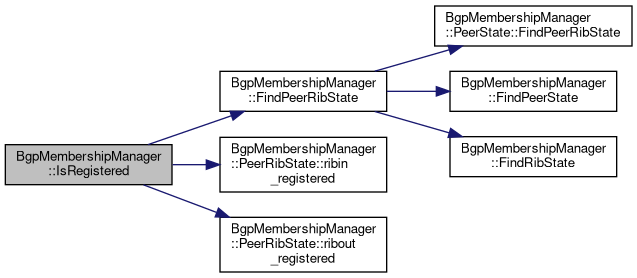 BgpMembershipManager
::IsRegistered
BgpMembershipManager
::FindPeerRibState
BgpMembershipManager
::PeerState::FindPeerRibState
BgpMembershipManager
::FindPeerState
BgpMembershipManager
::FindRibState
BgpMembershipManager
::PeerRibState::ribin
_registered
BgpMembershipManager
::PeerRibState::ribout
_registered